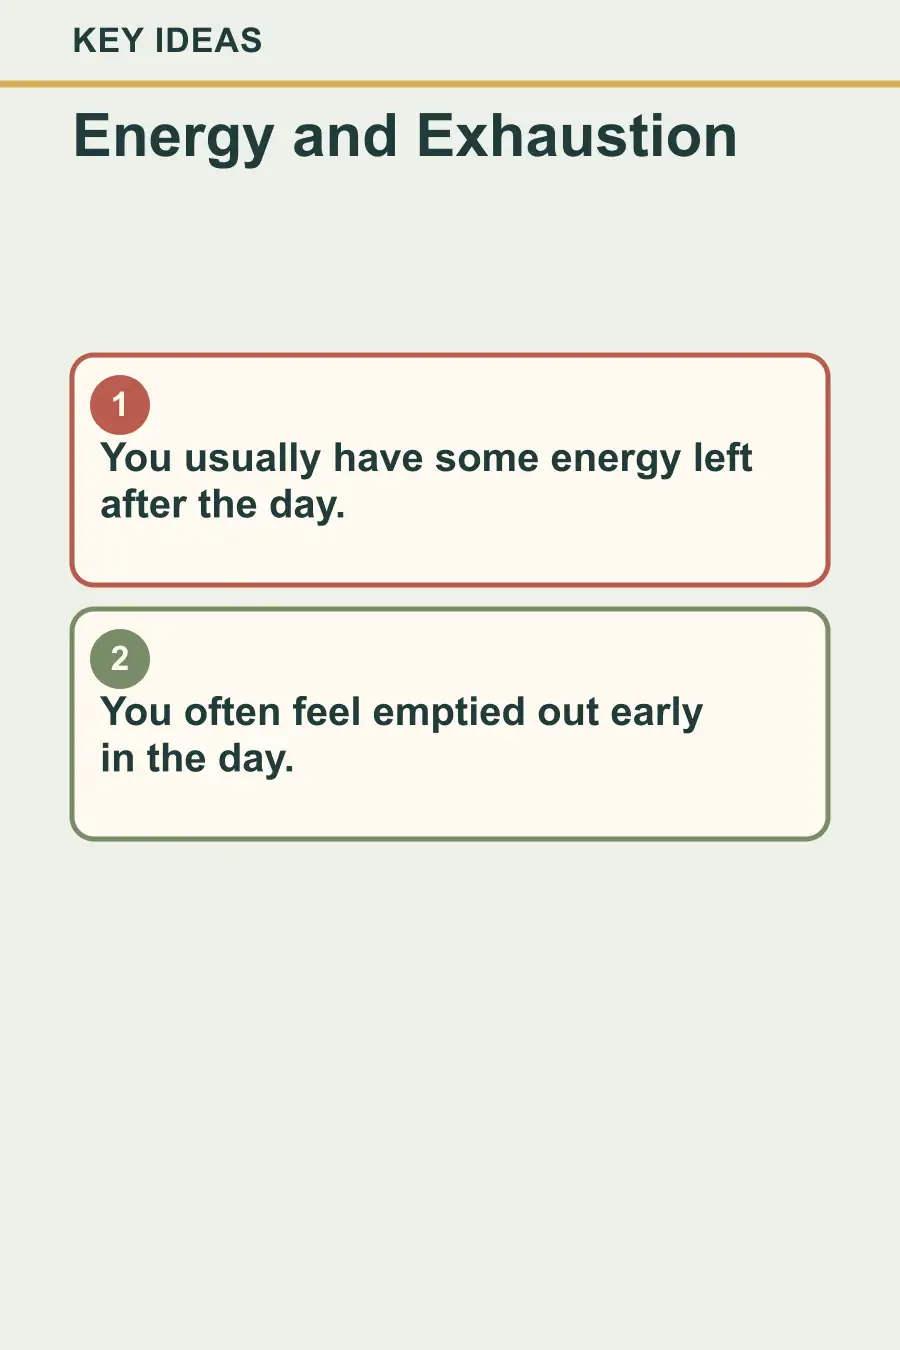 KEY IDEAS
Energy and Exhaustion
1
You usually have some energy left
after the day.
2
You often feel emptied out early
in the day.